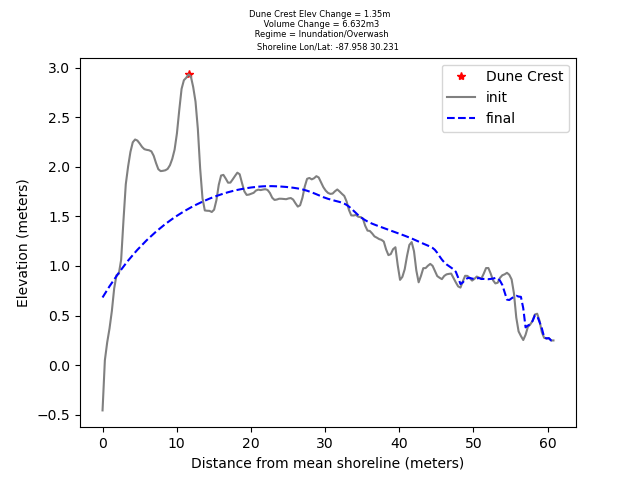 Dune Crest Elev Change = 1.35m
Volume Change = 6.632m3
Regime = Inundation/Overwash
Shoreline Lon/Lat: -87.958 30.231
Dune Crest
init
final
3.0
2.5
2.0
1.5
1.0
0.5
0.0
−0.5
Elevation (meters)
0 10 20 30 40 50 60
Distance from mean shoreline (meters)